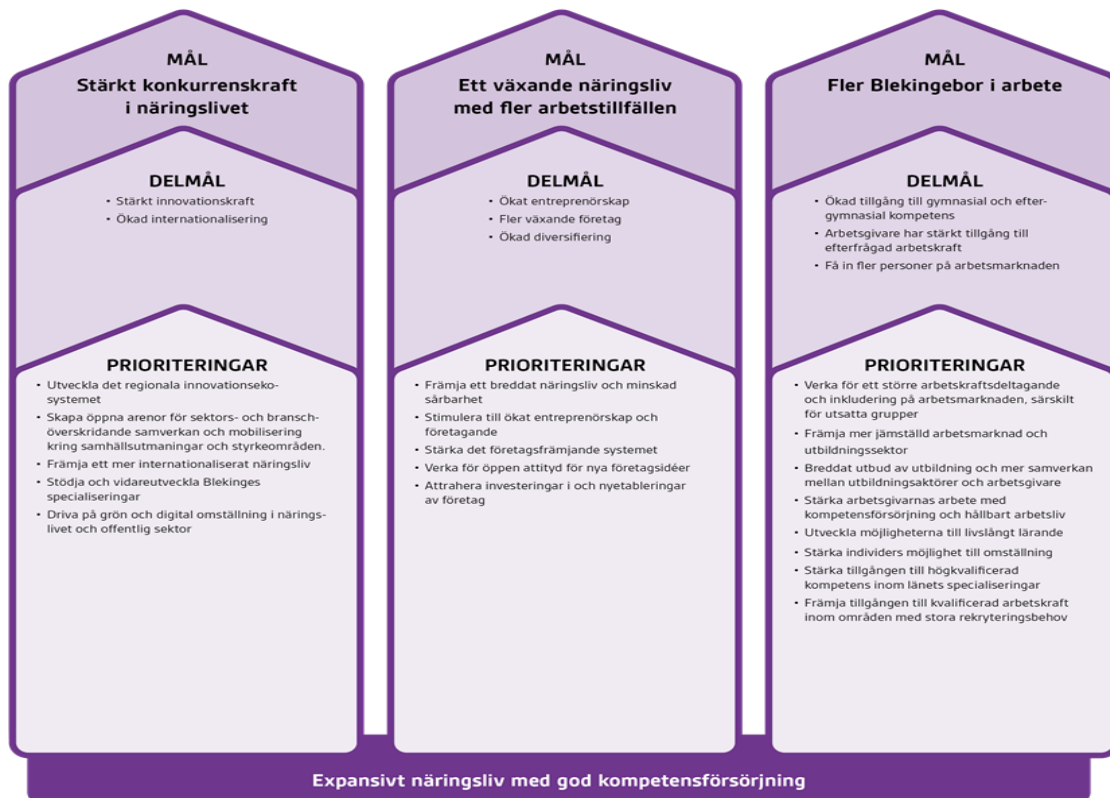 MÅL
Stärkt konkurrenskraft
i näringslivet
DELMÅL
• Stärkt innovationskraft
• Ökad internationalisering
PRIORITERINGAR
• Utveckla det regionala innovationseko-
systemet
• Skapa öppna arenor för sektors- och bransch-
överskridande samverkan och mobilisering
kring samhällsutmaningar och styrkeområden.
• Främja ett mer internationaliserat näringsliv
• Stödja och vidareutveckla Blekinges
specialiseringar
• Driva på grön och digital omställning i närings-
livet och offentlig sektor
MÅL
Ett växande näringsliv
med fler arbetstillfällen
DELMÅL
• Ökat entreprenörskap
• Fler växande företag
• Ökad diversifiering
PRIORITERINGAR
• Främja ett breddat näringsliv och minskad
sårbarhet
• Stimulera till ökat entreprenörskap och
företagande
• Stärka det företagsfrämjande systemet
• Verka för öppen attityd för nya företagsidéer
• Attrahera investeringar i och nyetableringar
av företag
MÅL
Fler Blekingebor i arbete
DELMÅL
• Ökad tillgång till gymnasial och efter-
gymnasial kompetens
• Arbetsgivare har stärkt tillgång till
efterfrågad arbetskraft
• Få in fler personer på arbetsmarknaden
PRIORITERINGAR
• Verka för ett större arbetskraftsdeltagande
och inkludering på arbetsmarknaden, särskilt
för utsatta grupper
• Främja mer jämställd arbetsmarknad och
utbildningssektor
• Breddat utbud av utbildning och mer samverkan
mellan utbildningsaktörer och arbetsgivare
• Stärka arbetsgivarnas arbete med
kompetensförsörjning och hållbart arbetsliv
• Utveckla möjligheterna till livslångt lärande
• Stärka individers möjlighet till omställning
• Stärka tillgången till högkvalificerad
kompetens inom länets specialiseringar
• Främja tillgången till kvalificerad arbetskraft
inom områden med stora rekryteringsbehov
Expansivt näringsliv med god kompetensförsörjning